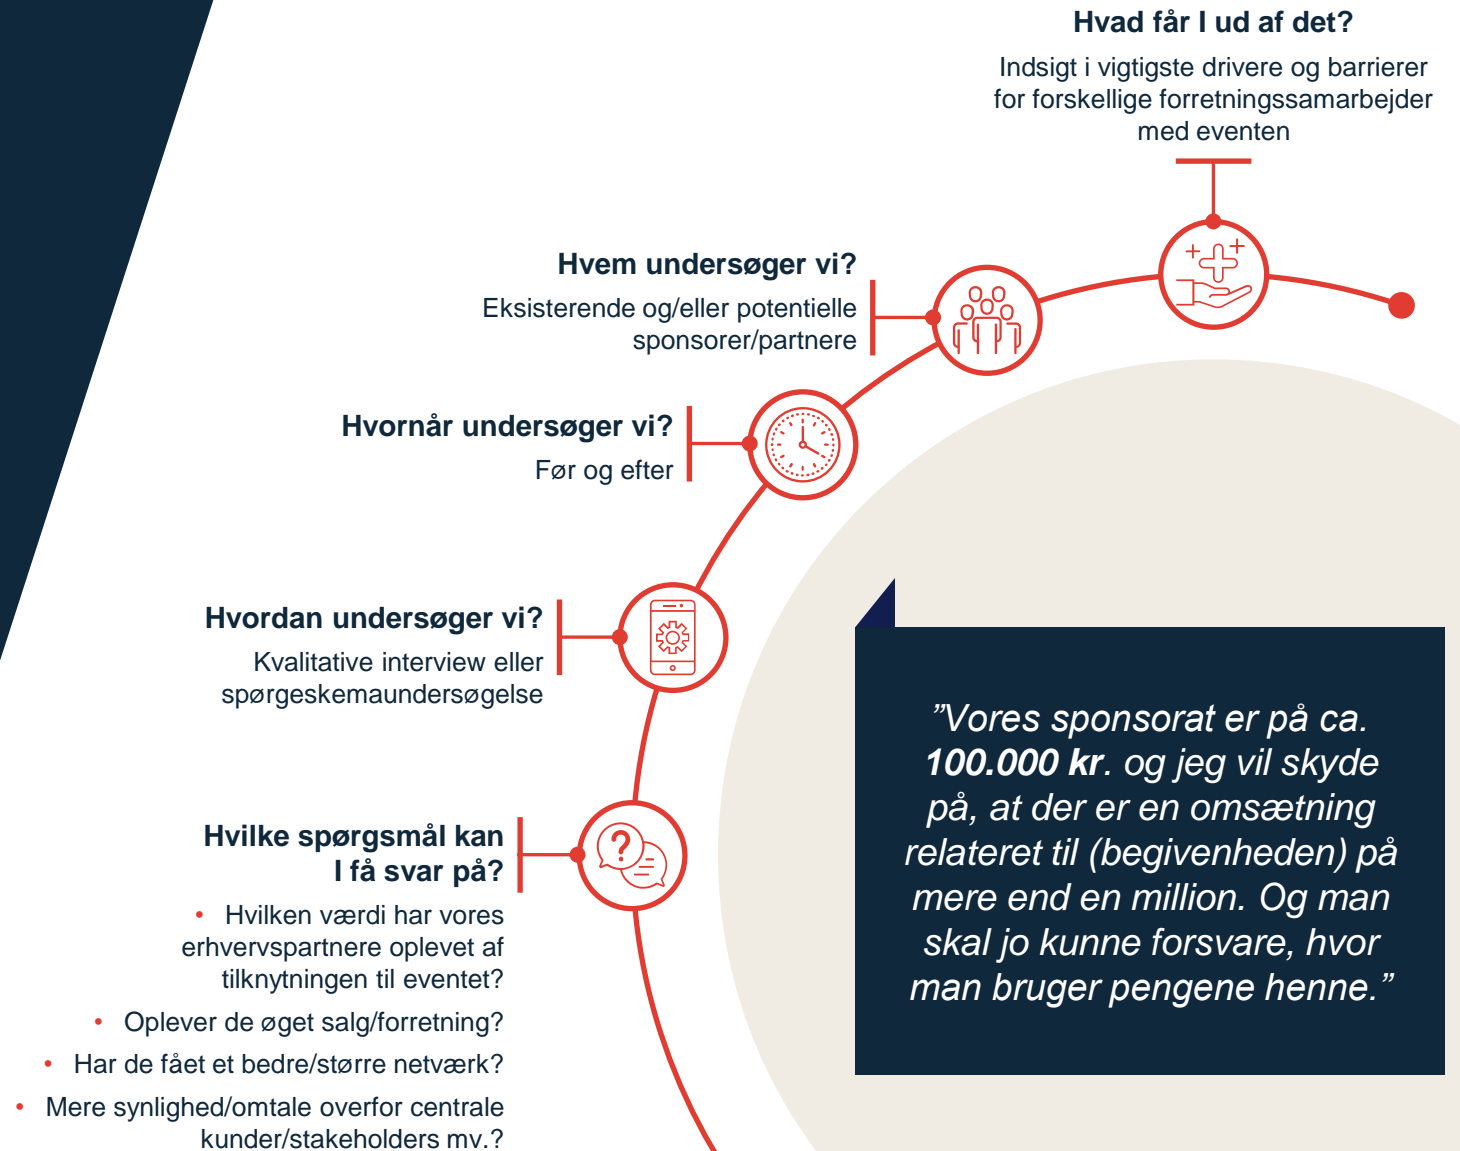 Hvad får I ud af det?
Indsigt i vigtigste drivere og barrierer
for forskellige forretningssamarbejder
med eventen
Hvem undersøger vi?
Eksisterende og/eller potentielle
sponsorer/partnere
Hvornår undersøger vi?
Før og efter
Hvordan undersøger vi?
Kvalitative interview eller
spørgeskemaundersøgelse
Hvilke spørgsmål kan
I få svar på?
• Hvilken værdi har vores
erhvervspartnere oplevet af
tilknytningen til eventet?
• Oplever de øget salg/forretning?
• Har de fået et bedre/større netværk?
• Mere synlighed/omtale overfor centrale
kunder/stakeholders mv.?
”Vores sponsorat er på ca.
100.000 kr. og jeg vil skyde
på, at der er en omsætning
relateret til (begivenheden) på
mere end en million. Og man
skal jo kunne forsvare, hvor
man bruger pengene henne.”